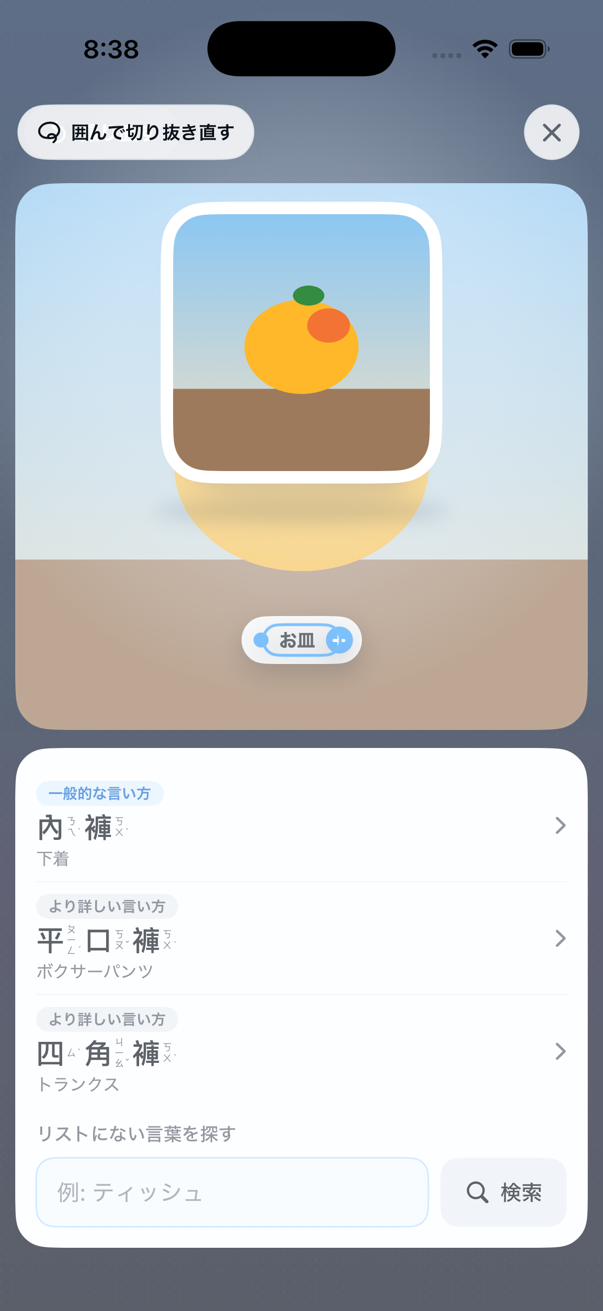 8:38
囲んで切り抜き直す
お皿
一般的な言い方
內ㄋㄟˋ褲ㄎㄨˋ
下着
より詳しい言い方
平ㄆㄧㄥˊ口ㄎㄡˇ褲ㄎㄨˋ
ボクサーパンツ
より詳しい言い方
四ㄙˋ角ㄐㄧㄠˇ褲ㄎㄨˋ
トランクス
リストにない言葉を探す
例: ティッシュ
検索